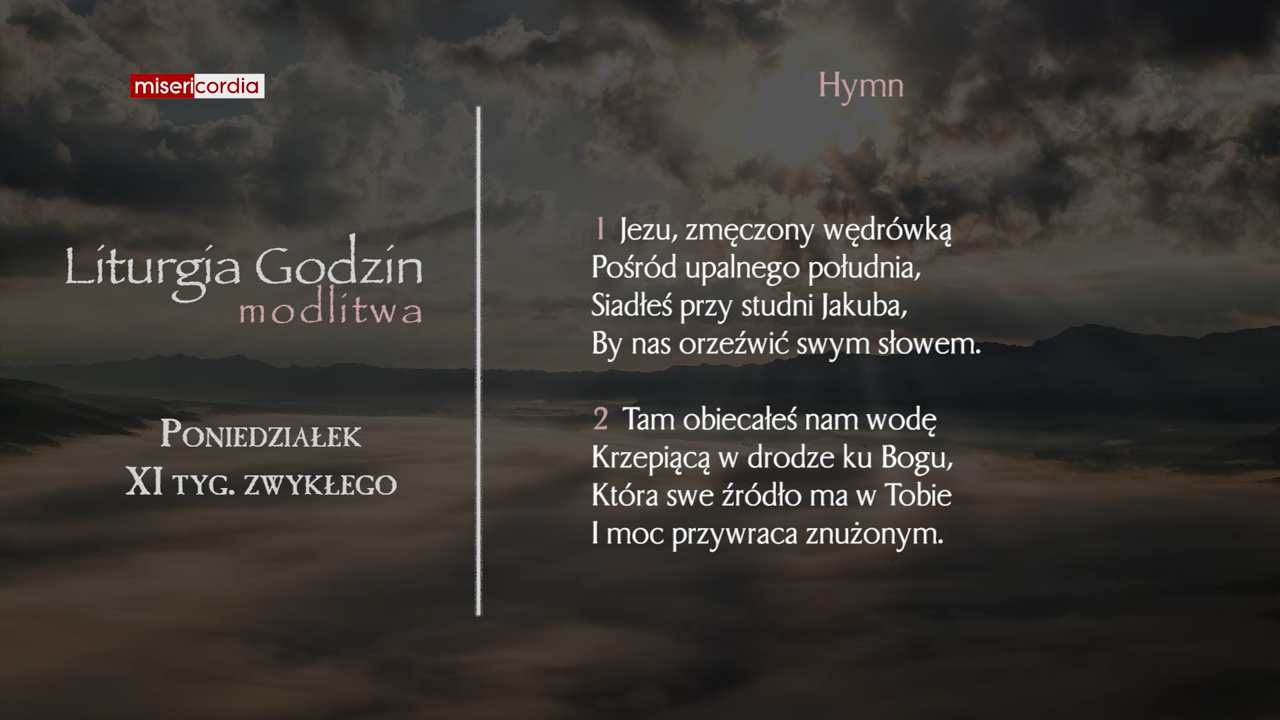 misericordia
Liturgia Godzin
modlitwa
Poniedziałek
XI tyg. zwykłego
Hymn
1 Jezu, zmęczony wędrówką
Pośród upalnego południa,
Siadłeś przy studni Jakuba,
By nas orzeźwić swym słowem.
2 Tam obiecałeś nam wodę
Krzepiącą w drodze ku Bogu,
Która swe źródło ma w Tobie
I moc przywraca znużonym.